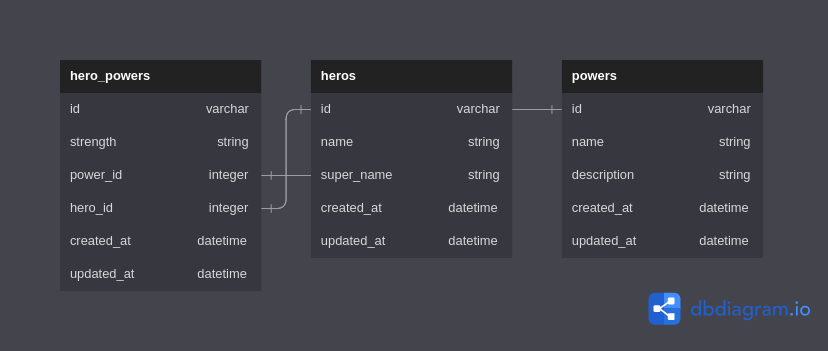 hero_powers
id varchar
strength string
power_id integer
hero_id integer
created_at datetime
updated_at datetime
heros
id varchar
name string
super_name string
created_at datetime
updated_at datetime
powers
id varchar
name string
description string
created_at datetime
updated_at datetime
dbdiagram.io